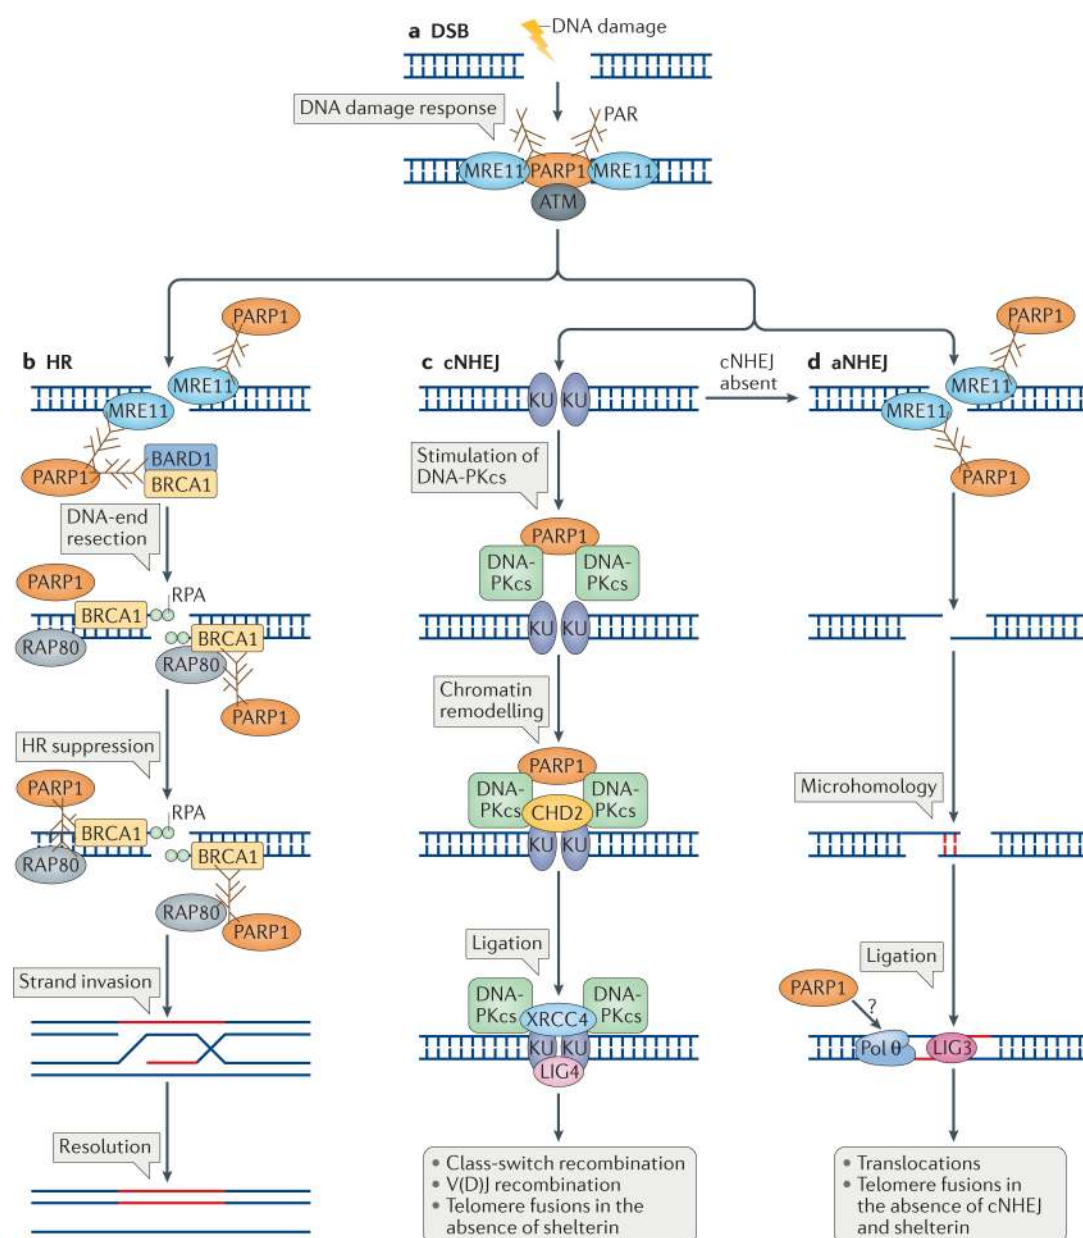 a DSB
DNA damage
DNA damage response
PAR
MRE11
PARP1
MRE11
ATM
b HR
PARP1
MRE11
MRE11
PARP1
BARD1
BRCA1
DNA-end
resection
PARP1
RPA
BRCA1
BRCA1
RAP80
RAP80
PARP1
HR suppression
PARP1
RPA
BRCA1
BRCA1
RAP80
RAP80
PARP1
Strand invasion
Resolution
c cNHEJ
cNHEJ
absent
KU
KU
Stimulation of
DNA-PKcs
PARP1
DNA-
PKcs
DNA-
PKcs
KU
KU
Chromatin
remodelling
PARP1
DNA-
PKcs
DNA-
PKcs
CHD2
KU
KU
Ligation
DNA-
PKcs
DNA-
PKcs
XRCC4
KU
KU
LIG4
• Class-switch recombination
• V(D)J recombination
• Telomere fusions in the
absence of shelterin
d aNHEJ
PARP1
MRE11
MRE11
PARP1
Microhomology
Ligation
PARP1
?
Pol θ
LIG3
• Translocations
• Telomere fusions in
the absence of cNHEJ
and shelterin